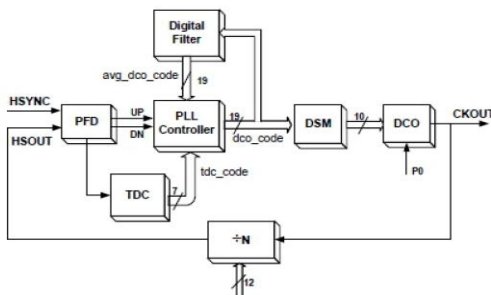 Digital
Filter
avg_dco_code
19
HSYNC
HSOUT
PFD
UP
DN
PLL
Controller
19
dco_code
DSM
10
DCO
CKOUT
P0
tdc_code
TDC
7
÷N
12